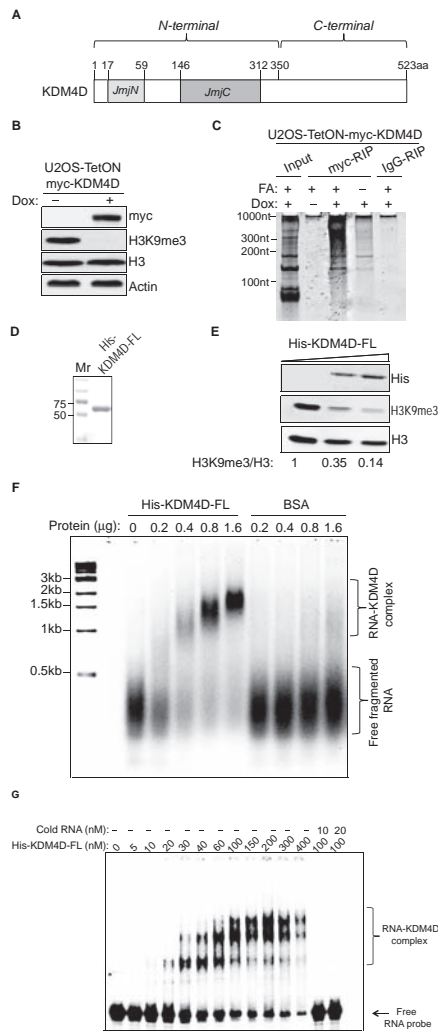 A
N-terminal C-terminal
1 17 59 146 312 350 523aa
KDM4D JmjN JmjC
B
U2OS-TetON
myc-KDM4D
Dox: – +
myc
H3K9me3
H3
Actin
C
U2OS-TetON-myc-KDM4D
Input myc-RIP IgG-RIP
FA: + + + – +
Dox: + – + + +
1000nt
300nt
200nt
100nt
D
His-
KDM4D-FL
Mr
75
50
E
His-KDM4D-FL
His
H3K9me3
H3
H3K9me3/H3: 1 0.35 0.14
F
His-KDM4D-FL BSA
Protein (µg): 0 0.2 0.4 0.8 1.6 0.2 0.4 0.8 1.6
3kb
2kb
1.5kb
1kb
0.5kb
RNA-KDM4D
complex
Free fragmented
RNA
G
Cold RNA (nM): – – – – – – – – – – – – – 10 20
His-KDM4D-FL (nM): 0 5 10 20 30 40 60 100 150 200 300 400 100 100
RNA-KDM4D
complex
Free
RNA probe